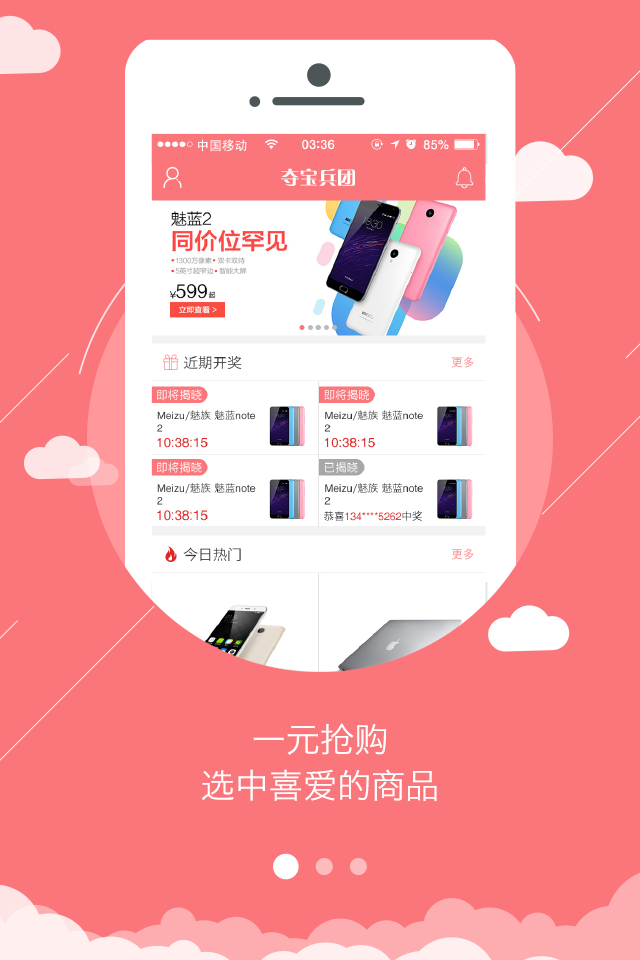 中国移动 03:36 85%
夺宝兵团
魅蓝2
同价位罕见
•1300万像素 •双卡双待
•5英寸超窄边 •智能大屏
¥599起
立即查看 >
近期开奖 更多
即将揭晓
Meizu/魅族 魅蓝note
2
10:38:15
即将揭晓
Meizu/魅族 魅蓝note
2
10:38:15
即将揭晓
Meizu/魅族 魅蓝note
2
10:38:15
已揭晓
Meizu/魅族 魅蓝note
2
恭喜134****5262中奖
今日热门 更多
一元抢购
选中喜爱的商品